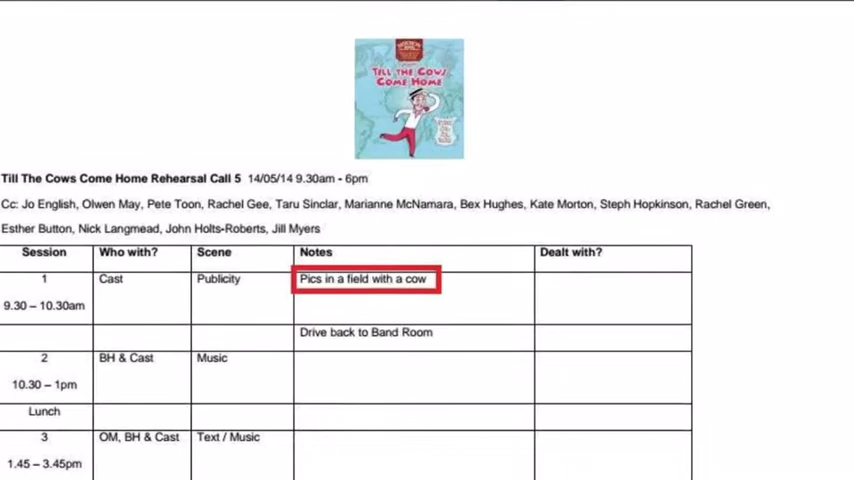 TILL THE COWS
COME HOME
Till The Cows Come Home Rehearsal Call 5 14/05/14 9.30am - 6pm
Cc: Jo English, Olwen May, Pete Toon, Rachel Gee, Taru Sinclar, Marianne McNamara, Bex Hughes, Kate Morton, Steph Hopkinson, Rachel Green,
Esther Button, Nick Langmead, John Holts-Roberts, Jill Myers
Session Who with? Scene Notes Dealt with?
1 Cast Publicity Pics in a field with a cow
9.30 – 10.30am
Drive back to Band Room
2 BH & Cast Music
10.30 – 1pm
Lunch
3 OM, BH & Cast Text / Music
1.45 – 3.45pm